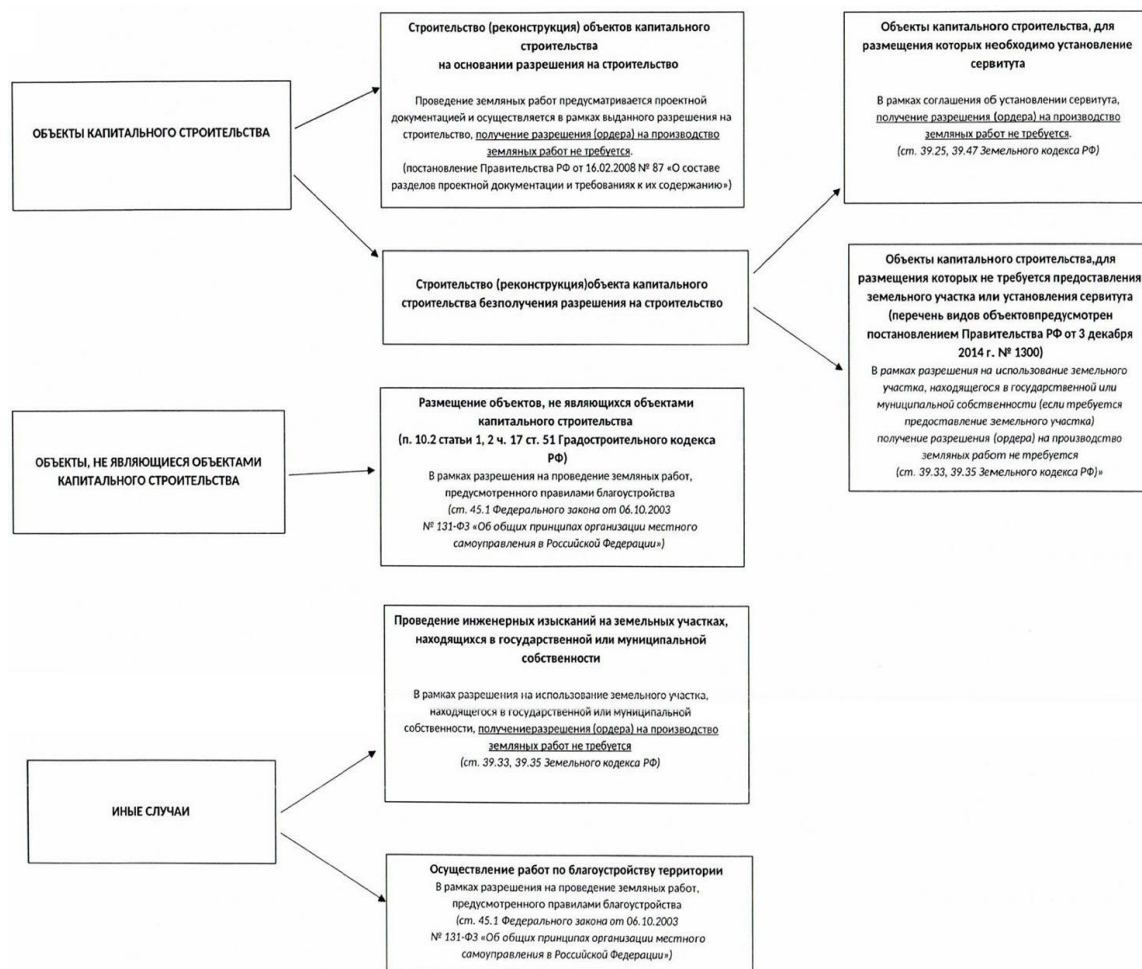 ОБЪЕКТЫ КАПИТАЛЬНОГО СТРОИТЕЛЬСТВА
Строительство (реконструкция) объектов капитального
строительства
на основании разрешения на строительство
Проведение земляных работ предусматривается проектной
документацией и осуществляется в рамках выданного разрешения на
строительство, получение разрешения (ордера) на производство
земляных работ не требуется.
(постановление Правительства РФ от 16.02.2008 № 87 «О составе
разделов проектной документации и требованиях к их содержанию»)
Строительство (реконструкция)объекта капитального
строительства безполучения разрешения на строительство
Объекты капитального строительства, для
размещения которых необходимо установление
сервитута
В рамках соглашения об установлении сервитута,
получение разрешения (ордера) на производство
земляных работ не требуется.
(ст. 39.25, 39.47 Земельного кодекса РФ)
Объекты капитального строительства,для
размещения которых не требуется предоставления
земельного участка или установления сервитута
(перечень видов объектовпредусмотрен
постановлением Правительства РФ от 3 декабря
2014 г. № 1300)
В рамках разрешения на использование земельного
участка, находящегося в государственной или
муниципальной собственности (если требуется
предоставление земельного участка)
получение разрешения (ордера) на производство
земляных работ не требуется
(ст. 39.33, 39.35 Земельного кодекса РФ)»
ОБЪЕКТЫ, НЕ ЯВЛЯЮЩИЕСЯ ОБЪЕКТАМИ
КАПИТАЛЬНОГО СТРОИТЕЛЬСТВА
Размещение объектов, не являющихся объектами
капитального строительства
(п. 10.2 статьи 1, 2 ч. 17 ст. 51 Градостроительного кодекса
РФ)
В рамках разрешения на проведение земляных работ,
предусмотренного правилами благоустройства
(ст. 45.1 Федерального закона от 06.10.2003
№ 131-ФЗ «Об общих принципах организации местного
самоуправления в Российской Федерации»)
ИНЫЕ СЛУЧАИ
Проведение инженерных изысканий на земельных участках,
находящихся в государственной или муниципальной
собственности
В рамках разрешения на использование земельного участка,
находящегося в государственной или муниципальной
собственности, получениеразрешения (ордера) на производство
земляных работ не требуется
(ст. 39.33, 39.35 Земельного кодекса РФ)
Осуществление работ по благоустройству территории
В рамках разрешения на проведение земляных работ,
предусмотренного правилами благоустройства
(ст. 45.1 Федерального закона от 06.10.2003
№ 131-ФЗ «Об общих принципах организации местного
самоуправления в Российской Федерации»)